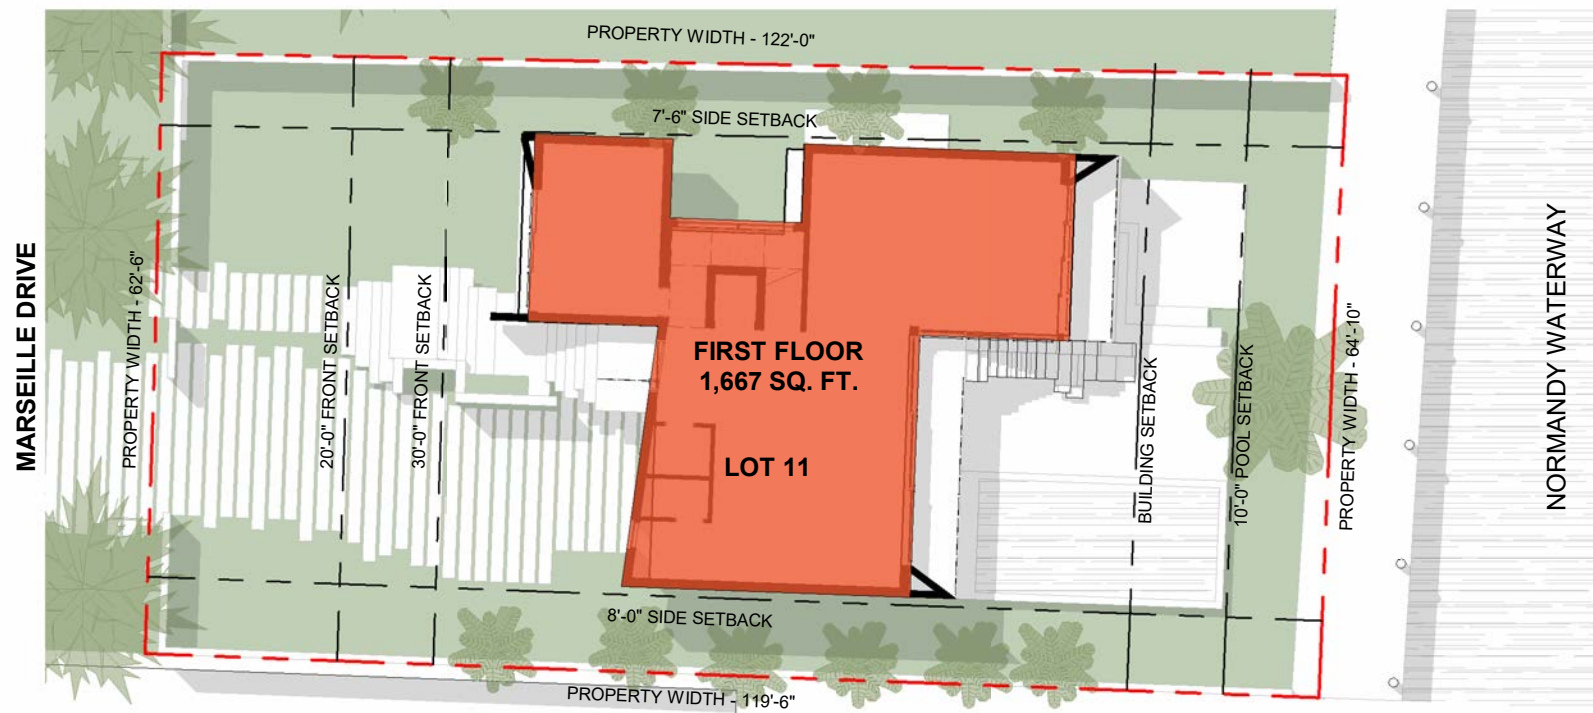 PROPERTY WIDTH - 122'-0"
7'-6" SIDE SETBACK
MARSEILLE DRIVE
PROPERTY WIDTH - 62'-6"
20'-0" FRONT SETBACK
30'-0" FRONT SETBACK
FIRST FLOOR
1,667 SQ. FT.
LOT 11
BUILDING SETBACK
10'-0" POOL SETBACK
PROPERTY WIDTH - 64'-10"
NORMANDY WATERWAY
8'-0" SIDE SETBACK
PROPERTY WIDTH - 119'-6"